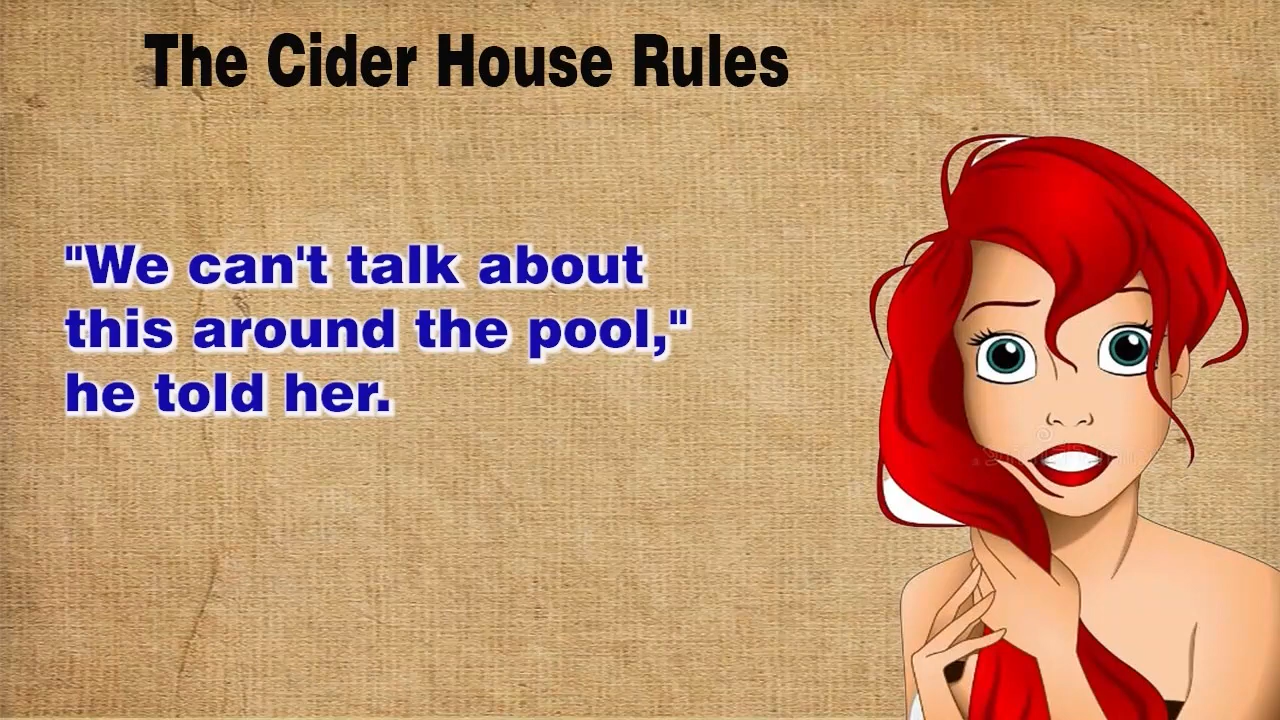 The Cider House Rules
"We can't talk about
this around the pool,"
he told her.